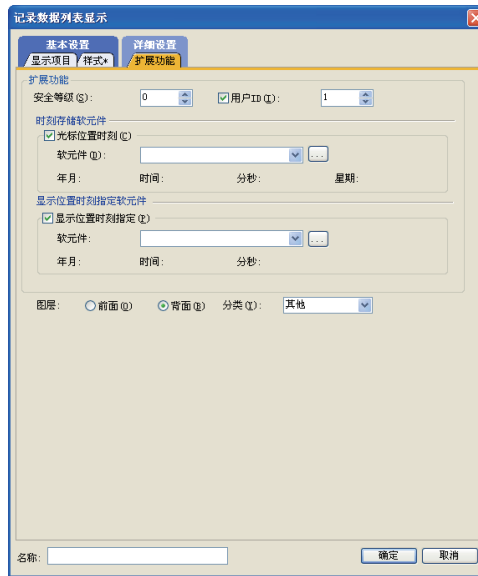 记录数据列表显示
基本设置 详细设置
显示项目 样式* 扩展功能
扩展功能
安全等级(S): 0 用户ID(I): 1
时刻存储软元件
光标位置时刻(C)
软元件(D): ...
年月: 时间: 分秒: 星期:
显示位置时刻指定软元件
显示位置时刻指定(P)
软元件: ...
年月: 时间: 分秒:
图层: 前面(O) 背面(B) 分类(Y): 其他
名称: 确定 取消